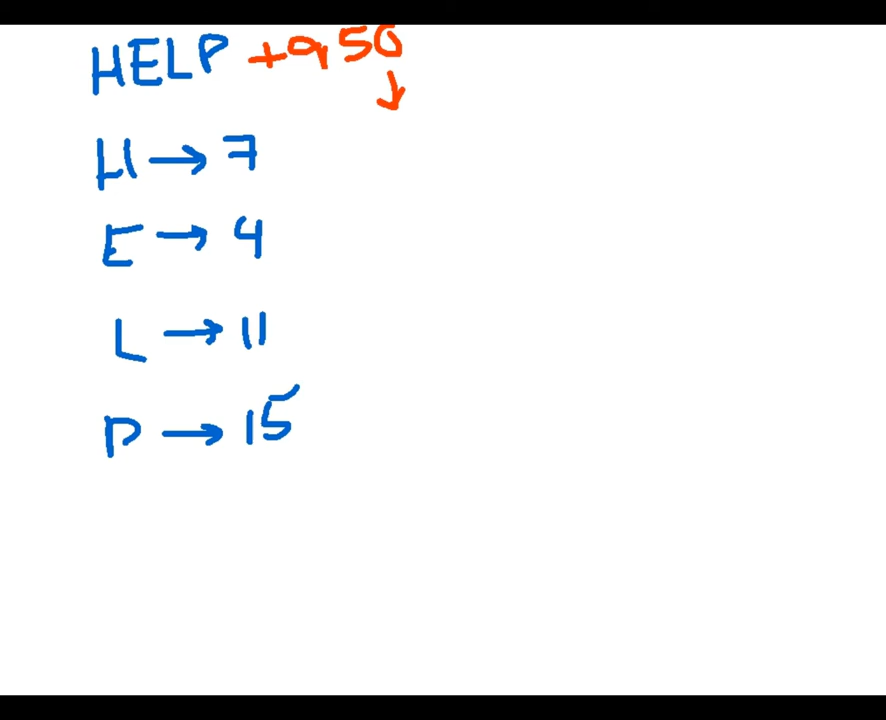 HELP +950
↓
H → 7
E → 4
L → 11
P → 15